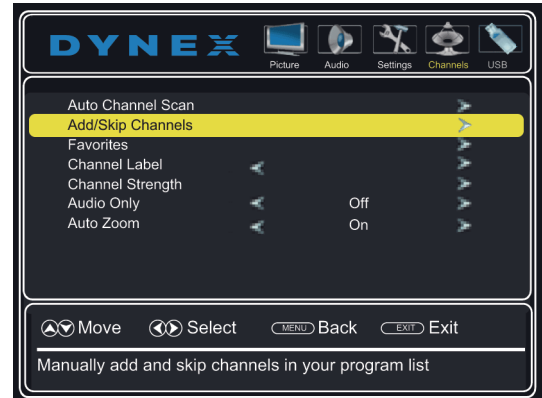 DYNEX
Picture Audio Settings Channels USB
Auto Channel Scan
Add/Skip Channels
Favorites
Channel Label
Channel Strength
Audio Only Off
Auto Zoom On
Move Select MENU Back EXIT Exit
Manually add and skip channels in your program list